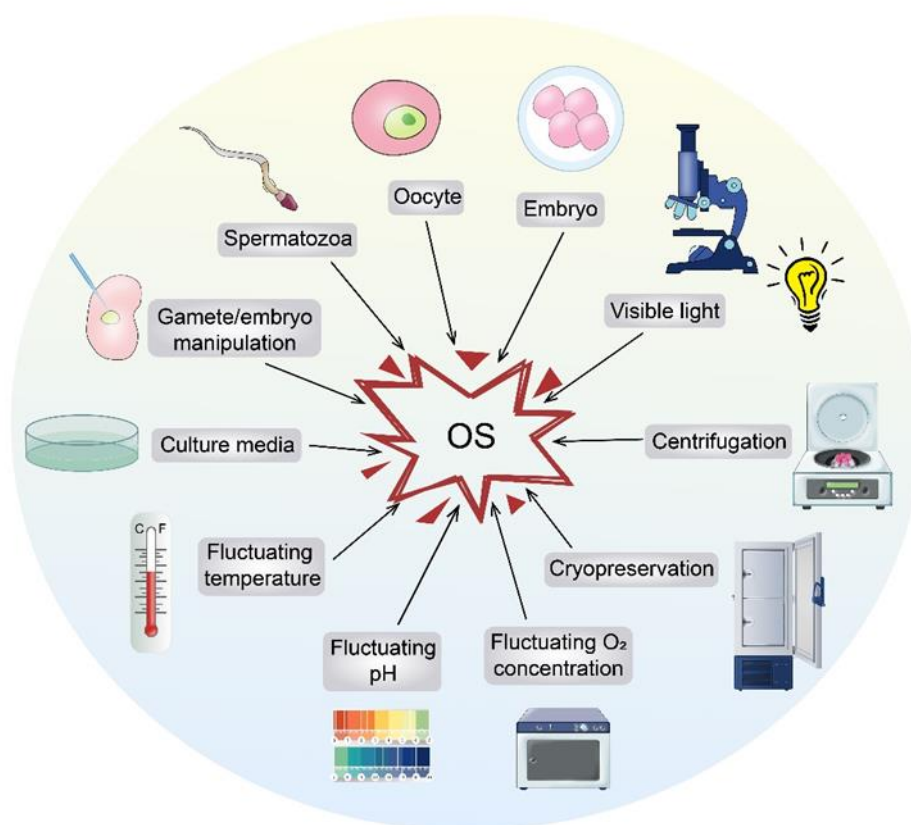 Oocyte
Embryo
Spermatozoa
Visible light
Gamete/embryo
manipulation
OS
Culture media
Centrifugation
C F
Fluctuating
temperature
Cryopreservation
Fluctuating
pH
Fluctuating O₂
concentration